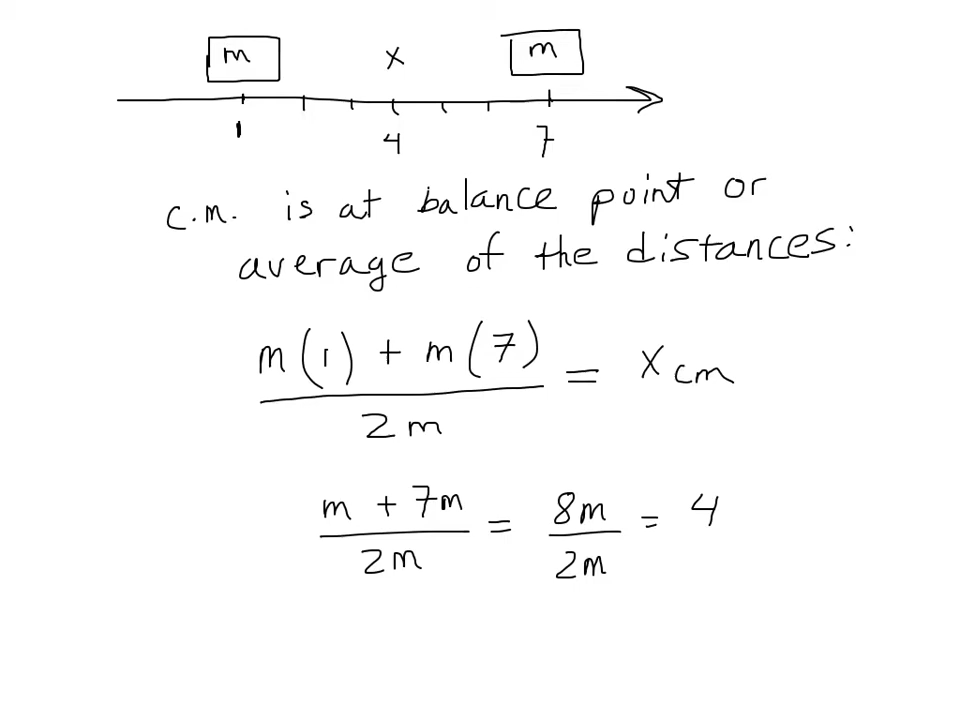 m x m
1 4 7
c.m. is at balance point or
average of the distances:
m(1) + m(7) / 2m = x cm
m + 7m / 2m = 8m / 2m = 4